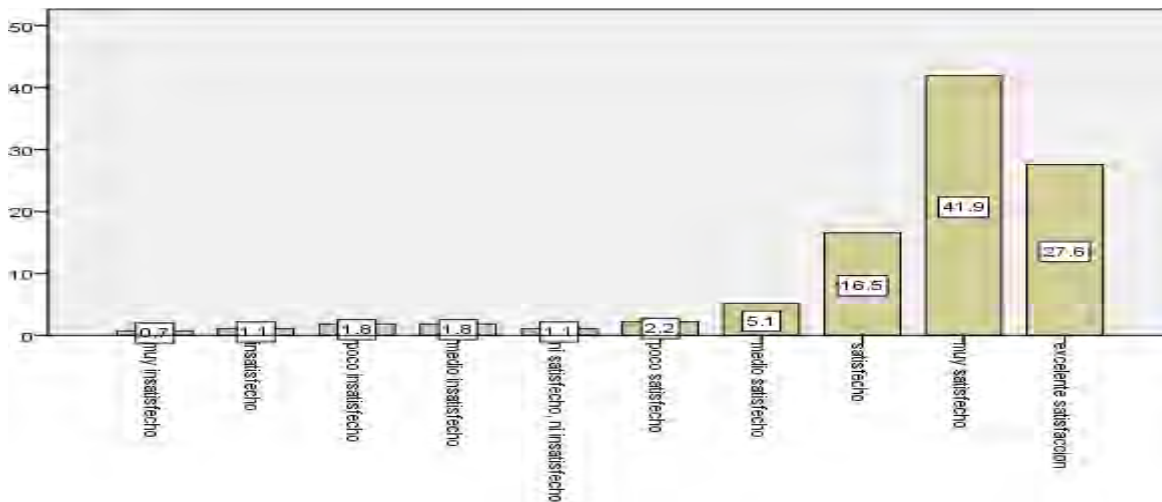 50
40
30
20
10
0
0.7
1.1
1.8
1.8
1.1
2.2
5.1
16.5
41.9
27.6
muy insatisfecho
insatisfecho
poco insatisfecho
medio insatisfecho
ni satisfecho, ni insatisfecho
poco satisfecho
medio satisfecho
satisfecho
muy satisfecho
excelente satisfaccion